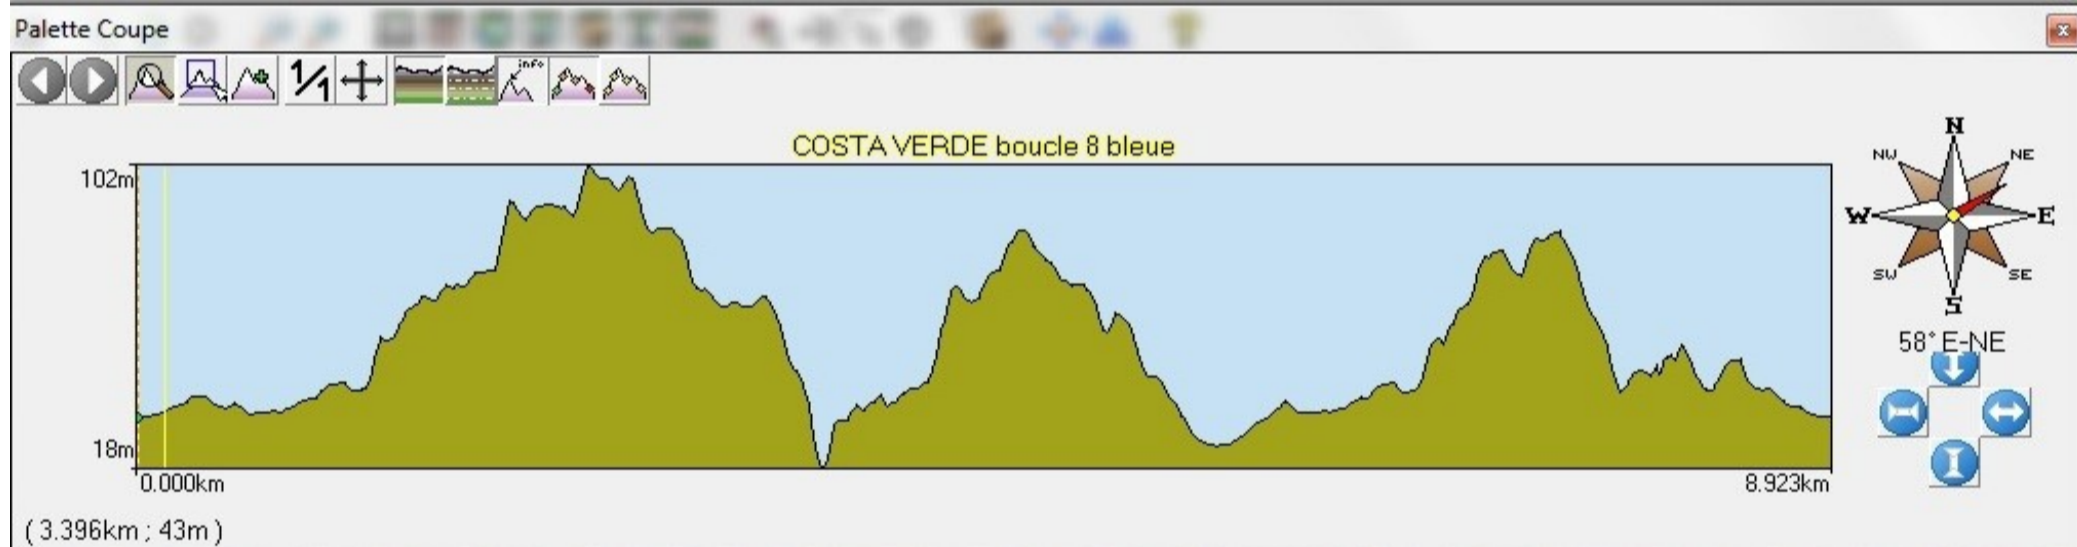 Palette Coupe
1/1
info
COSTA VERDE boucle 8 bleue
102m
18m
0.000km
8.923km
( 3.396km ; 43m )
N
NW
NE
W
E
SW
SE
S
58° E-NE